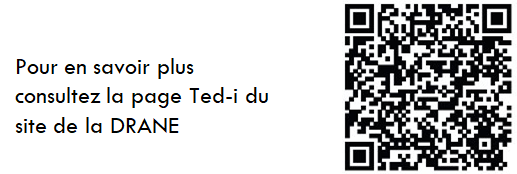 Pour en savoir plus
consultez la page Ted-i du
site de la DRANE